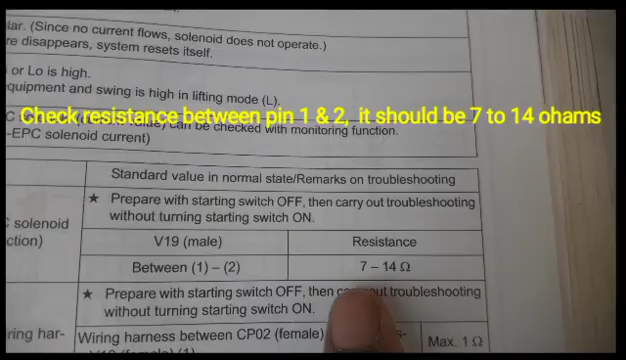 lar. (Since no current flows, solenoid does not operate.)
re disappears, system resets itself.
or Lo is high.
equipment and swing is high in lifting mode (L).
Check resistance between pin 1 & 2, it should be 7 to 14 ohams
can be checked with monitoring function.
-EPC solenoid current)
Standard value in normal state/Remarks on troubleshooting
★ Prepare with starting switch OFF, then carry out troubleshooting
without turning starting switch ON.
C solenoid
ction)
V19 (male) Resistance
Between (1) – (2) 7 – 14 Ω
★ Prepare with starting switch OFF, then out troubleshooting
without turning starting switch ON.
ring har-
Wiring harness between CP02 (female) Max. 1 Ω